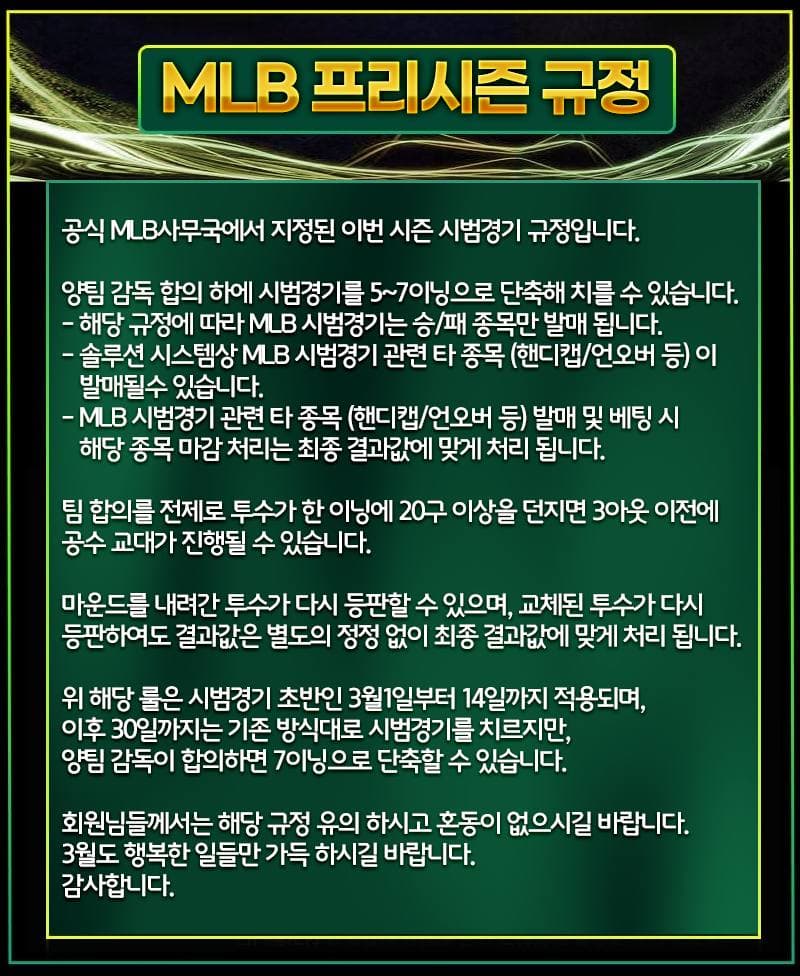 MLB 프리시즌 규정
공식 MLB사무국에서 지정된 이번 시즌 시범경기 규정입니다.
양팀 감독 합의 하에 시범경기를 5~7이닝으로 단축해 치를 수 있습니다.
- 해당 규정에 따라 MLB 시범경기는 승/패 종목만 발매 됩니다.
- 솔루션 시스템상 MLB 시범경기 관련 타 종목 (핸디캡/언오버 등) 이
발매될수 있습니다.
- MLB 시범경기 관련 타 종목 (핸디캡/언오버 등) 발매 및 베팅 시
해당 종목 마감 처리는 최종 결과값에 맞게 처리 됩니다.
팀 합의를 전제로 투수가 한 이닝에 20구 이상을 던지면 3아웃 이전에
공수 교대가 진행될 수 있습니다.
마운드를 내려간 투수가 다시 등판할 수 있으며, 교체된 투수가 다시
등판하여도 결과값은 별도의 정정 없이 최종 결과값에 맞게 처리 됩니다.
위 해당 룰은 시범경기 초반인 3월1일부터 14일까지 적용되며,
이후 30일까지는 기존 방식대로 시범경기를 치르지만,
양팀 감독이 합의하면 7이닝으로 단축할 수 있습니다.
회원님들께서는 해당 규정 유의 하시고 혼동이 없으시길 바랍니다.
3월도 행복한 일들만 가득 하시길 바랍니다.
감사합니다.